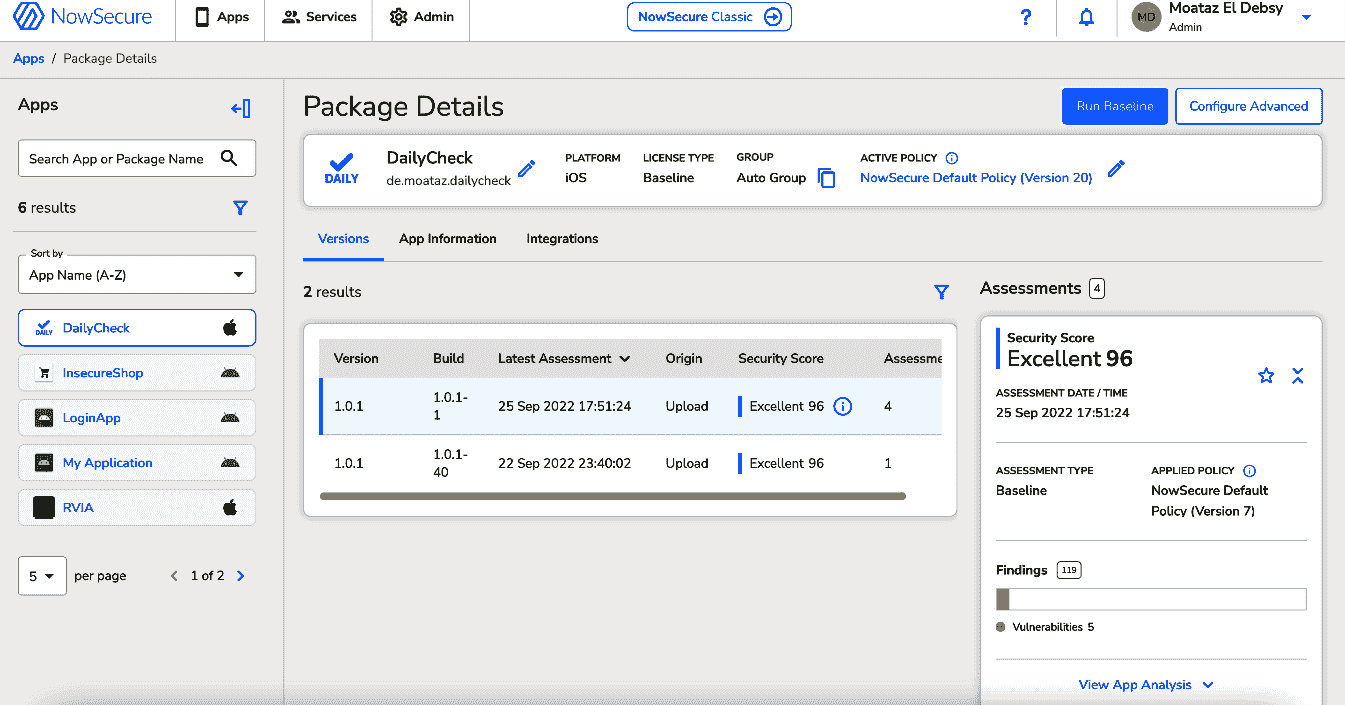 NowSecure
Apps
Services
Admin
NowSecure Classic
?
MD
Moataz El Debsy
Admin
Apps / Package Details
Apps
Search App or Package Name
6 results
Sort by
App Name (A-Z)
DAILY
DailyCheck
InsecureShop
LoginApp
My Application
RVIA
5
per page
1 of 2
Package Details
Run Baseline
Configure Advanced
DAILY
DailyCheck
de.moataz.dailycheck
PLATFORM
iOS
LICENSE TYPE
Baseline
GROUP
Auto Group
ACTIVE POLICY
NowSecure Default Policy (Version 20)
Versions
App Information
Integrations
2 results
Version Build Latest Assessment Origin Security Score Assessme
1.0.1 1.0.1-
1 25 Sep 2022 17:51:24 Upload Excellent 96 4
1.0.1 1.0.1-
40 22 Sep 2022 23:40:02 Upload Excellent 96 1
Assessments 4
Security Score
Excellent 96
ASSESSMENT DATE / TIME
25 Sep 2022 17:51:24
ASSESSMENT TYPE
Baseline
APPLIED POLICY
NowSecure Default
Policy (Version 7)
Findings 119
Vulnerabilities 5
View App Analysis